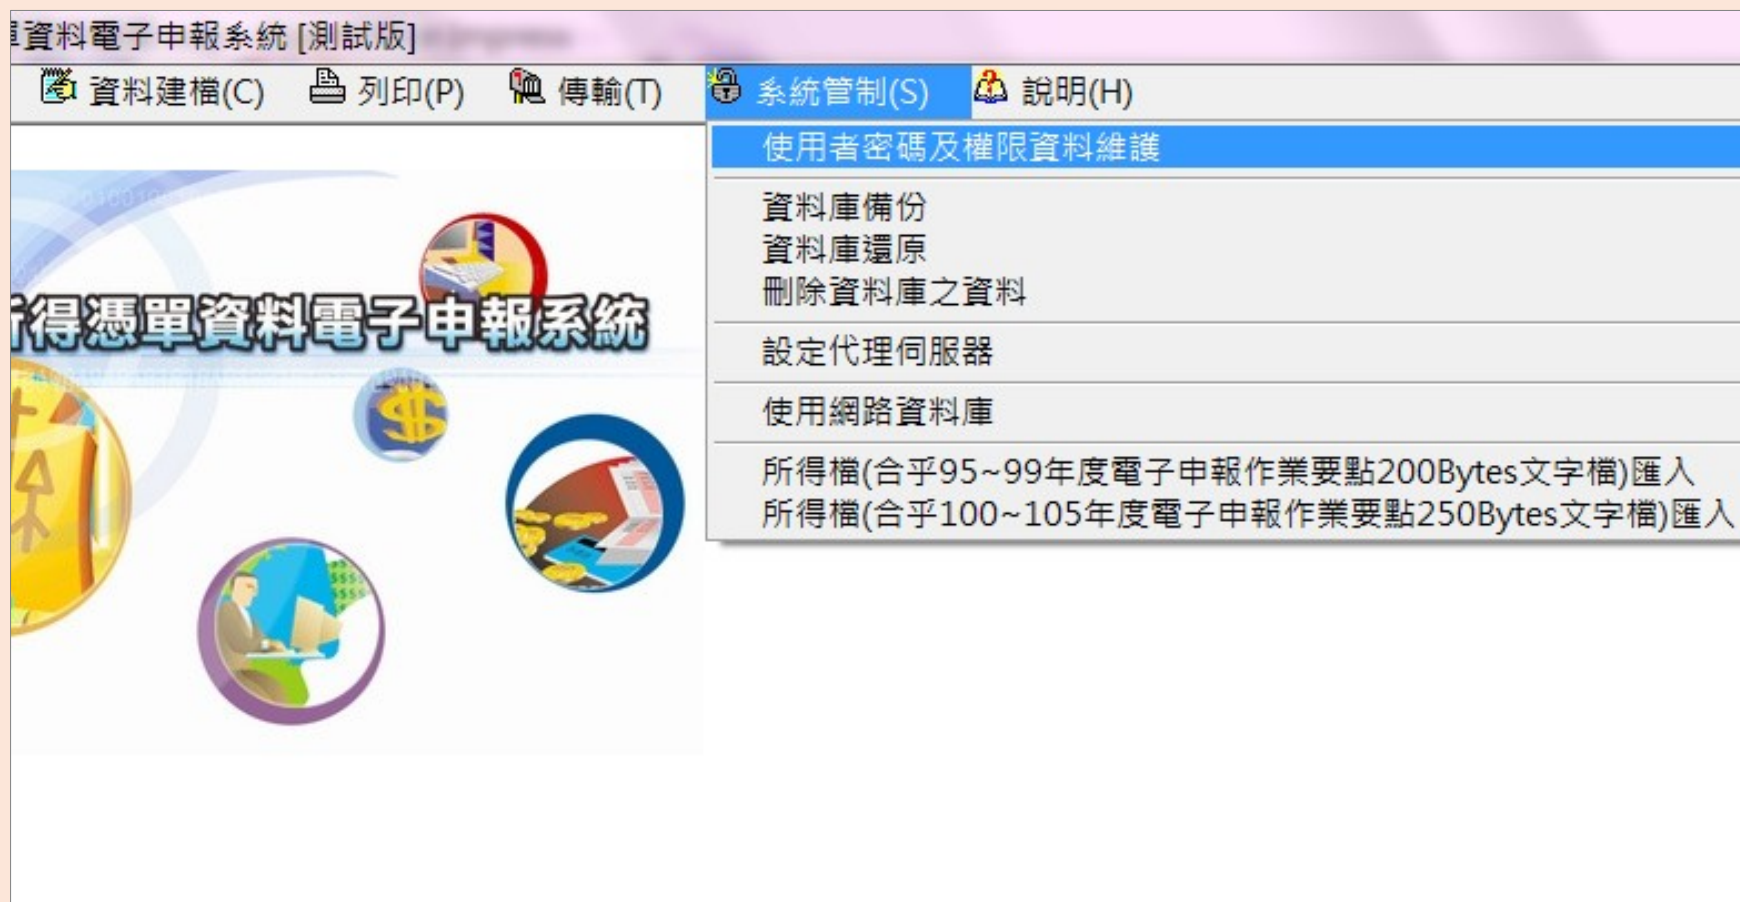 資料電子申報系統 [測試版]
資料建檔(C) 列印(P) 傳輸(T) 系統管制(S) 說明(H)
使用者密碼及權限資料維護
資料庫備份
資料庫還原
刪除資料庫之資料
設定代理伺服器
使用網路資料庫
所得檔(合乎95~99年度電子申報作業要點200Bytes文字檔)匯入
所得檔(合乎100~105年度電子申報作業要點250Bytes文字檔)匯入
得憑單資料電子申報系統